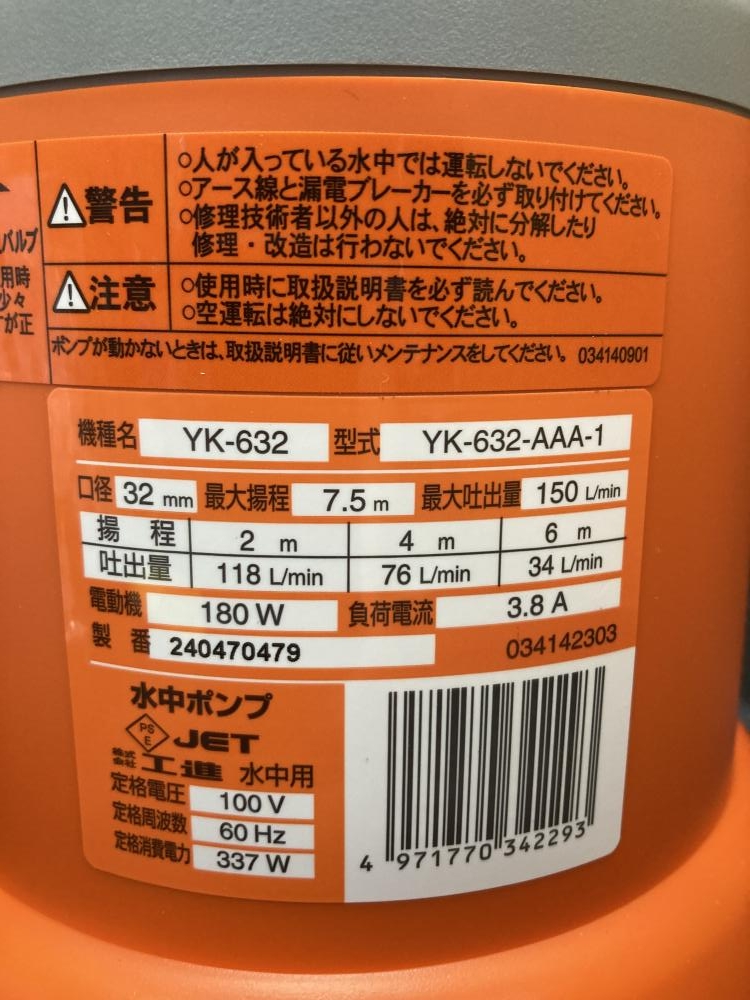 バルブ
用時
少々
が正
警告
○人が入っている水中では運転しないでください。
○アース線と漏電ブレーカーを必ず取り付けてください。
○修理技術者以外の人は、絶対に分解したり
修理・改造は行わないでください。
注意
○使用時に取扱説明書を必ず読んでください。
○空運転は絶対にしないでください。
ポンプが動かないときは、取扱説明書に従いメンテナンスをしてください。 034140901
機種名 YK-632 型式 YK-632-AAA-1
口径 32 mm 最大揚程 7.5 m 最大吐出量 150 L/min
揚程 2 m 4 m 6 m
吐出量 118 L/min 76 L/min 34 L/min
電動機 180 W 負荷電流 3.8 A
製番 240470479 034142303
水中ポンプ
PS
E JET
株式会社 工進 水中用
定格電圧 100 V
定格周波数 60 Hz
定格消費電力 337 W
4 971770 342293